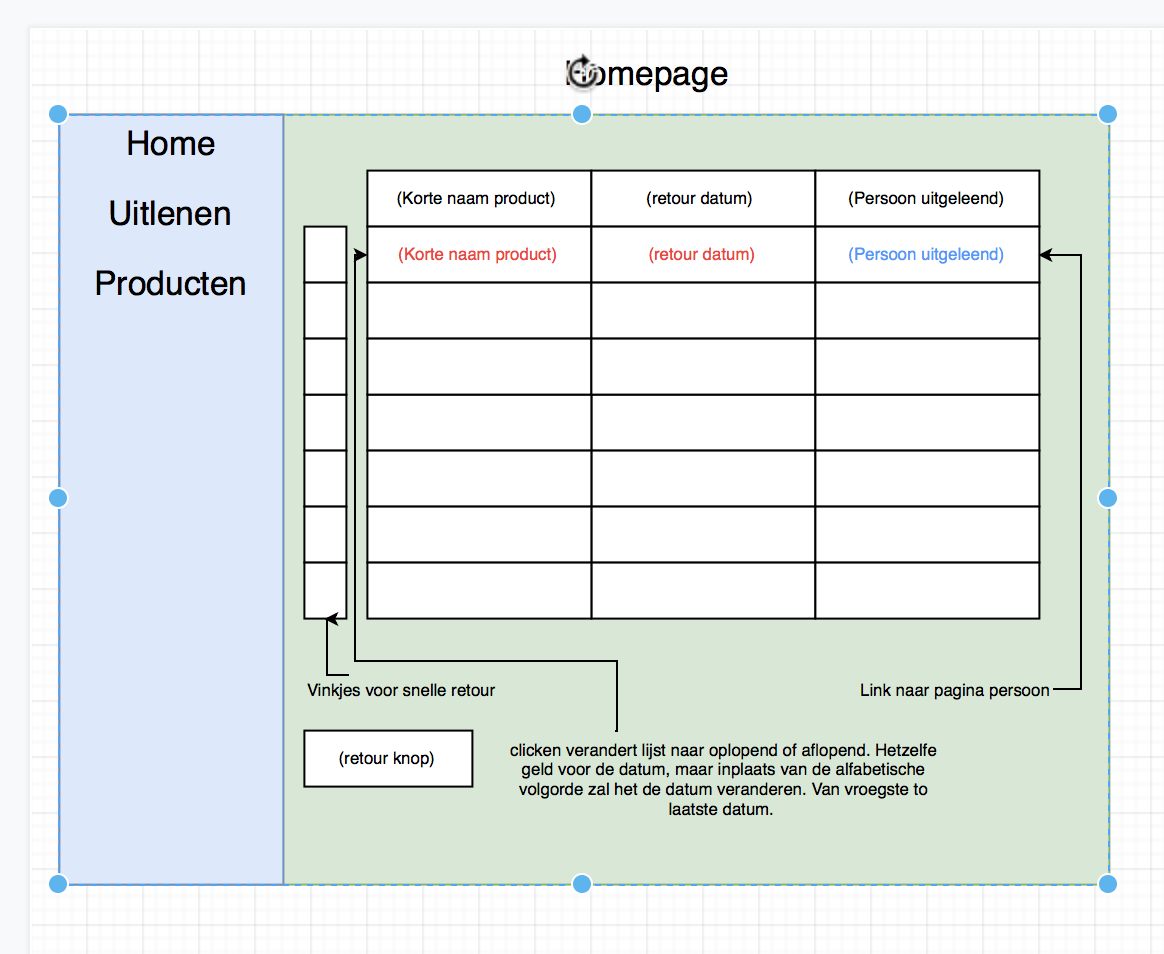 Homepage
Home
Uitlenen
Producten
(Korte naam product) (retour datum) (Persoon uitgeleend)
(Korte naam product) (retour datum) (Persoon uitgeleend)
Vinkjes voor snelle retour
Link naar pagina persoon
(retour knop)
clicken verandert lijst naar oplopend of aflopend. Hetzelfe
geld voor de datum, maar inplaats van de alfabetische
volgorde zal het de datum veranderen. Van vroegste to
laatste datum.